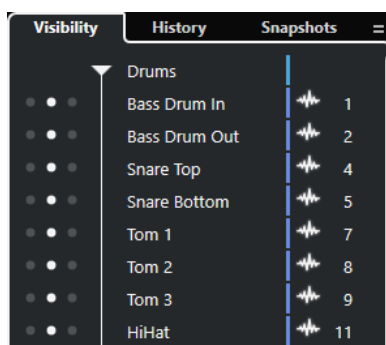 Visibility History Snapshots
Drums
Bass Drum In 1
Bass Drum Out 2
Snare Top 4
Snare Bottom 5
Tom 1 7
Tom 2 8
Tom 3 9
HiHat 11